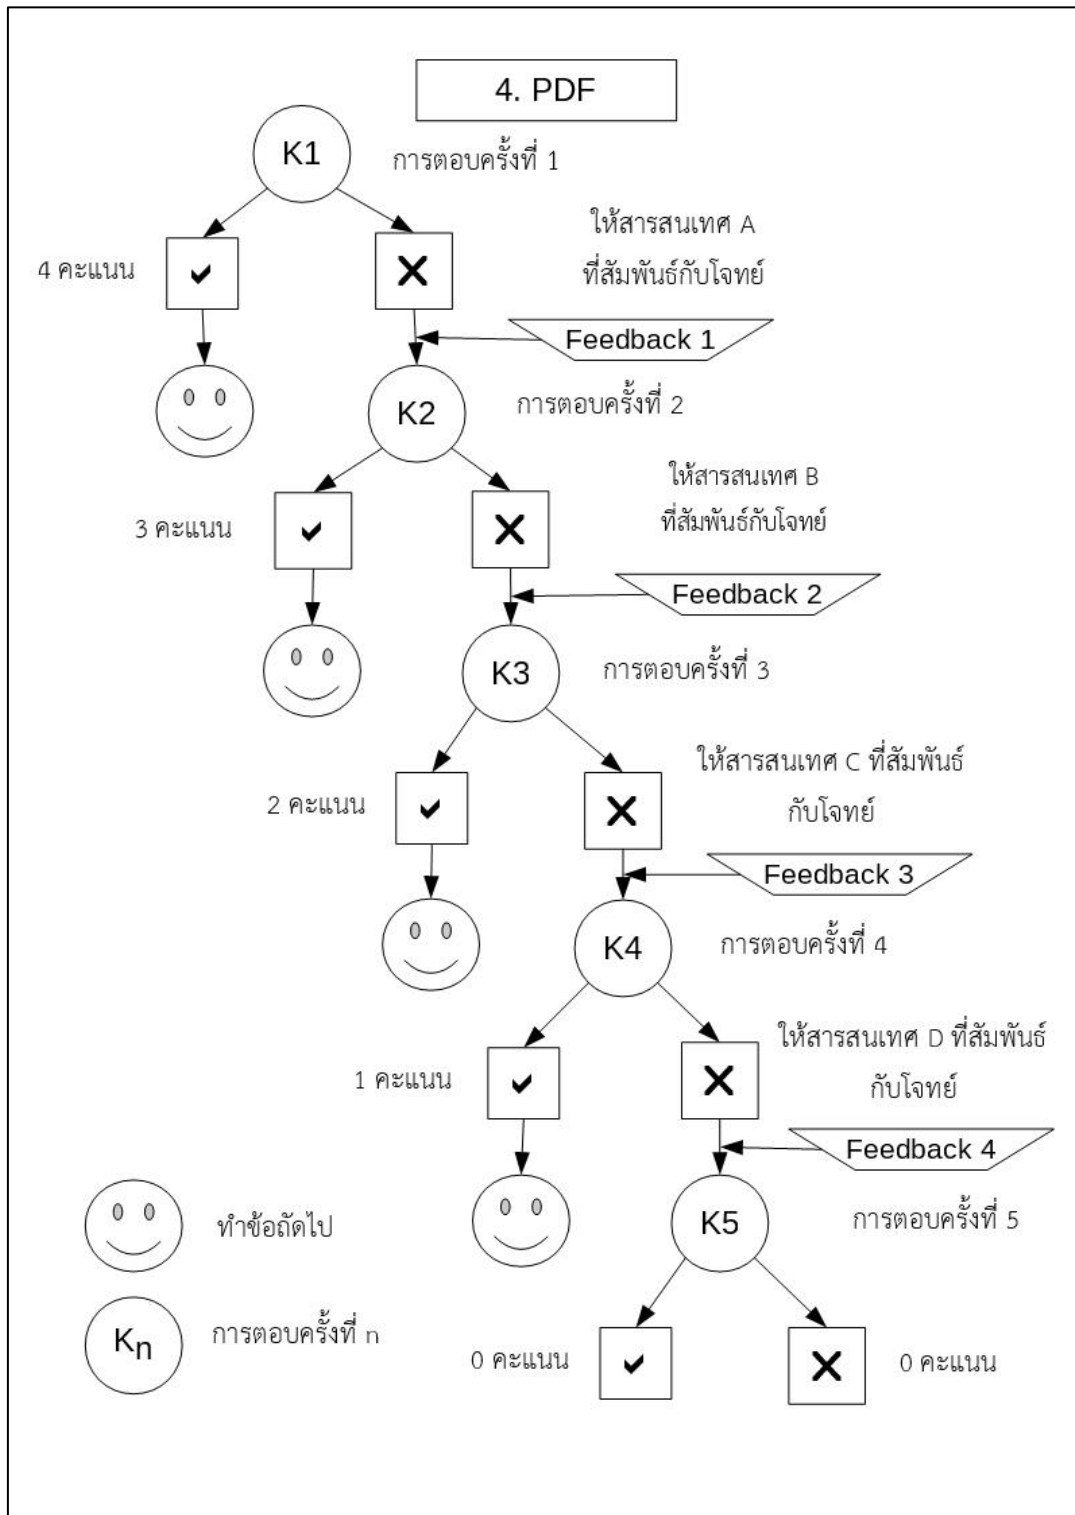 4. PDF
K1
การตอบครั้งที่ 1
ให้สารสนเทศ A
ที่สัมพันธ์กับโจทย์
4 คะแนน
Feedback 1
K2
การตอบครั้งที่ 2
ให้สารสนเทศ B
ที่สัมพันธ์กับโจทย์
3 คะแนน
Feedback 2
K3
การตอบครั้งที่ 3
ให้สารสนเทศ C ที่สัมพันธ์
กับโจทย์
2 คะแนน
Feedback 3
K4
การตอบครั้งที่ 4
ให้สารสนเทศ D ที่สัมพันธ์
กับโจทย์
1 คะแนน
Feedback 4
K5
การตอบครั้งที่ 5
ทำข้อถัดไป
Kn
การตอบครั้งที่ n
0 คะแนน
0 คะแนน